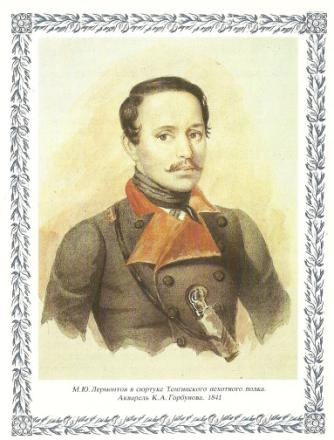 М.Ю.Лермонтов в сюртуке Тенгинского пехотного полка.
Акварель К.А.Горбунова. 1841